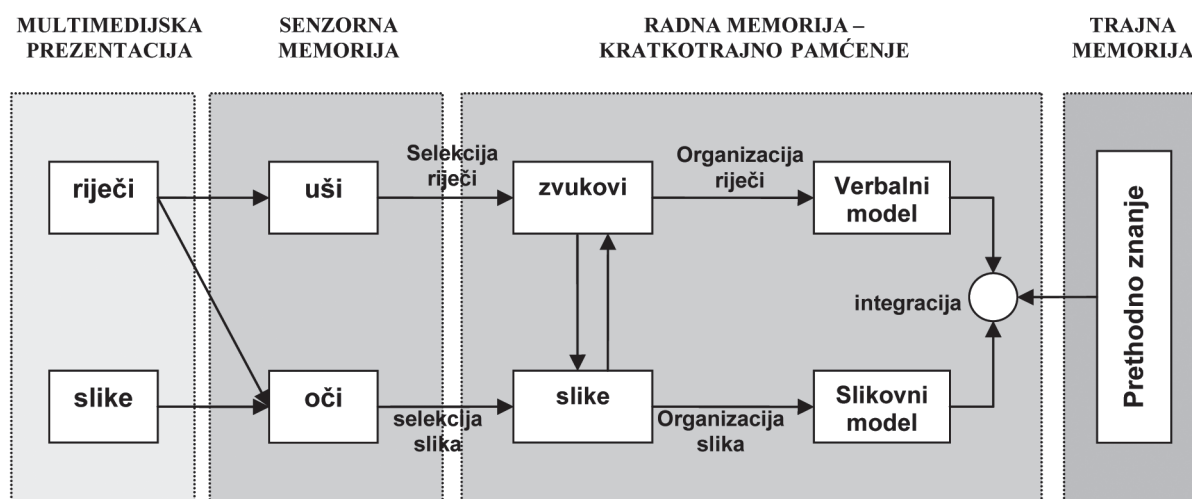 MULTIMEDIJSKA
PREZENTACIJA
SENZORNA
MEMORIJA
RADNA MEMORIJA –
KRATKOTRAJNO PAMĆENJE
TRAJNA
MEMORIJA
riječi
uši
Selekcija
riječi
zvukovi
Organizacija
riječi
Verbalni
model
integracija
Prethodno znanje
slike
oči
selekcija
slika
slike
Organizacija
slika
Slikovni
model